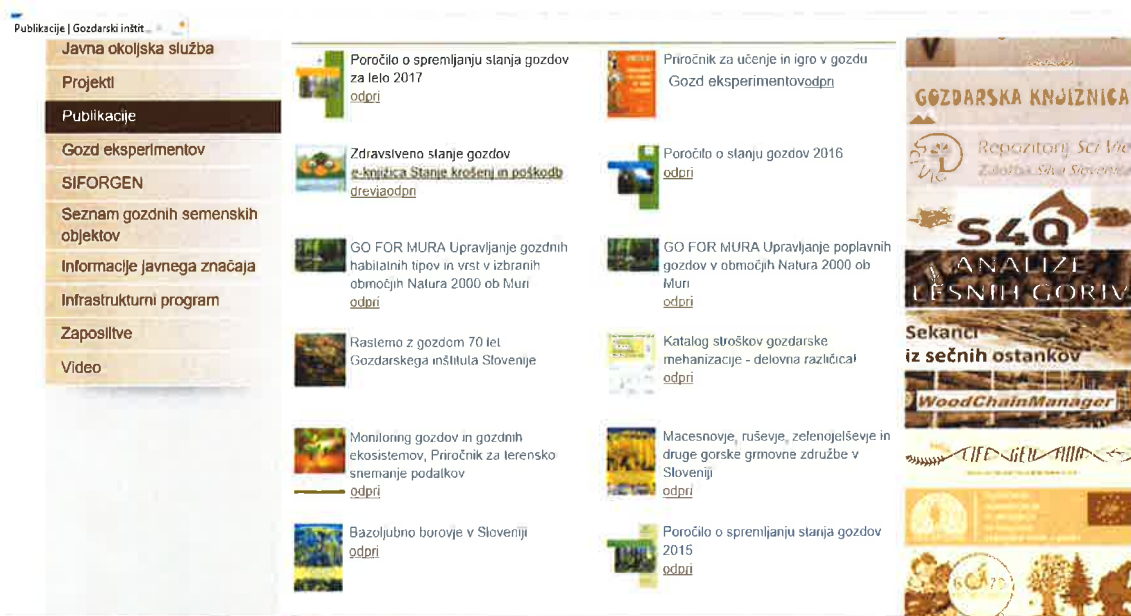 Publikacije | Gozdarski inštit...
Javna okoljska služba
Projekti
Publikacije
Gozd eksperimentov
SIFORGEN
Seznam gozdnih semenskih
objektov
Informacije javnega značaja
Infrastrukturni program
Zaposlitve
Video
Poročilo o spremljanju stanja gozdov
za leto 2017
odpri
Priročnik za učenje in igro v gozdu
Gozd eksperimentovodpri
Zdravstveno stanje gozdov
e-knjižica Stanje krošenj in poškodb
drevjaodpri
Poročilo o stanju gozdov 2016
odpri
GO FOR MURA Upravljanje gozdnih
habitatnih tipov in vrst v izbranih
območjih Natura 2000 ob Muri
odpri
GO FOR MURA Upravljanje poplavnih
gozdov v območjih Natura 2000 ob
Muri
odpri
Rastemo z gozdom 70 let
Gozdarskega inštituta Slovenije
Katalog stroškov gozdarske
mehanizacije - delovna različica!
odpri
Monitoring gozdov in gozdnih
ekosistemov, Priročnik za terensko
snemanje podatkov
odpri
Macesnovje, ruševje, zelenojelševje in
druge gorske grmovne združbe v
Sloveniji
odpri
Bazoljubno borovje v Sloveniji
odpri
Poročilo o spremljanju stanja gozdov
2015
odpri
GOZDARSKA KNJIŽNICA
Repozitorij Sci Vie
Založba Silva Slovenica
S4Q
ANALIZE
LESNIH GORIV
Sekanci
iz sečnih ostankov
WoodChainManager